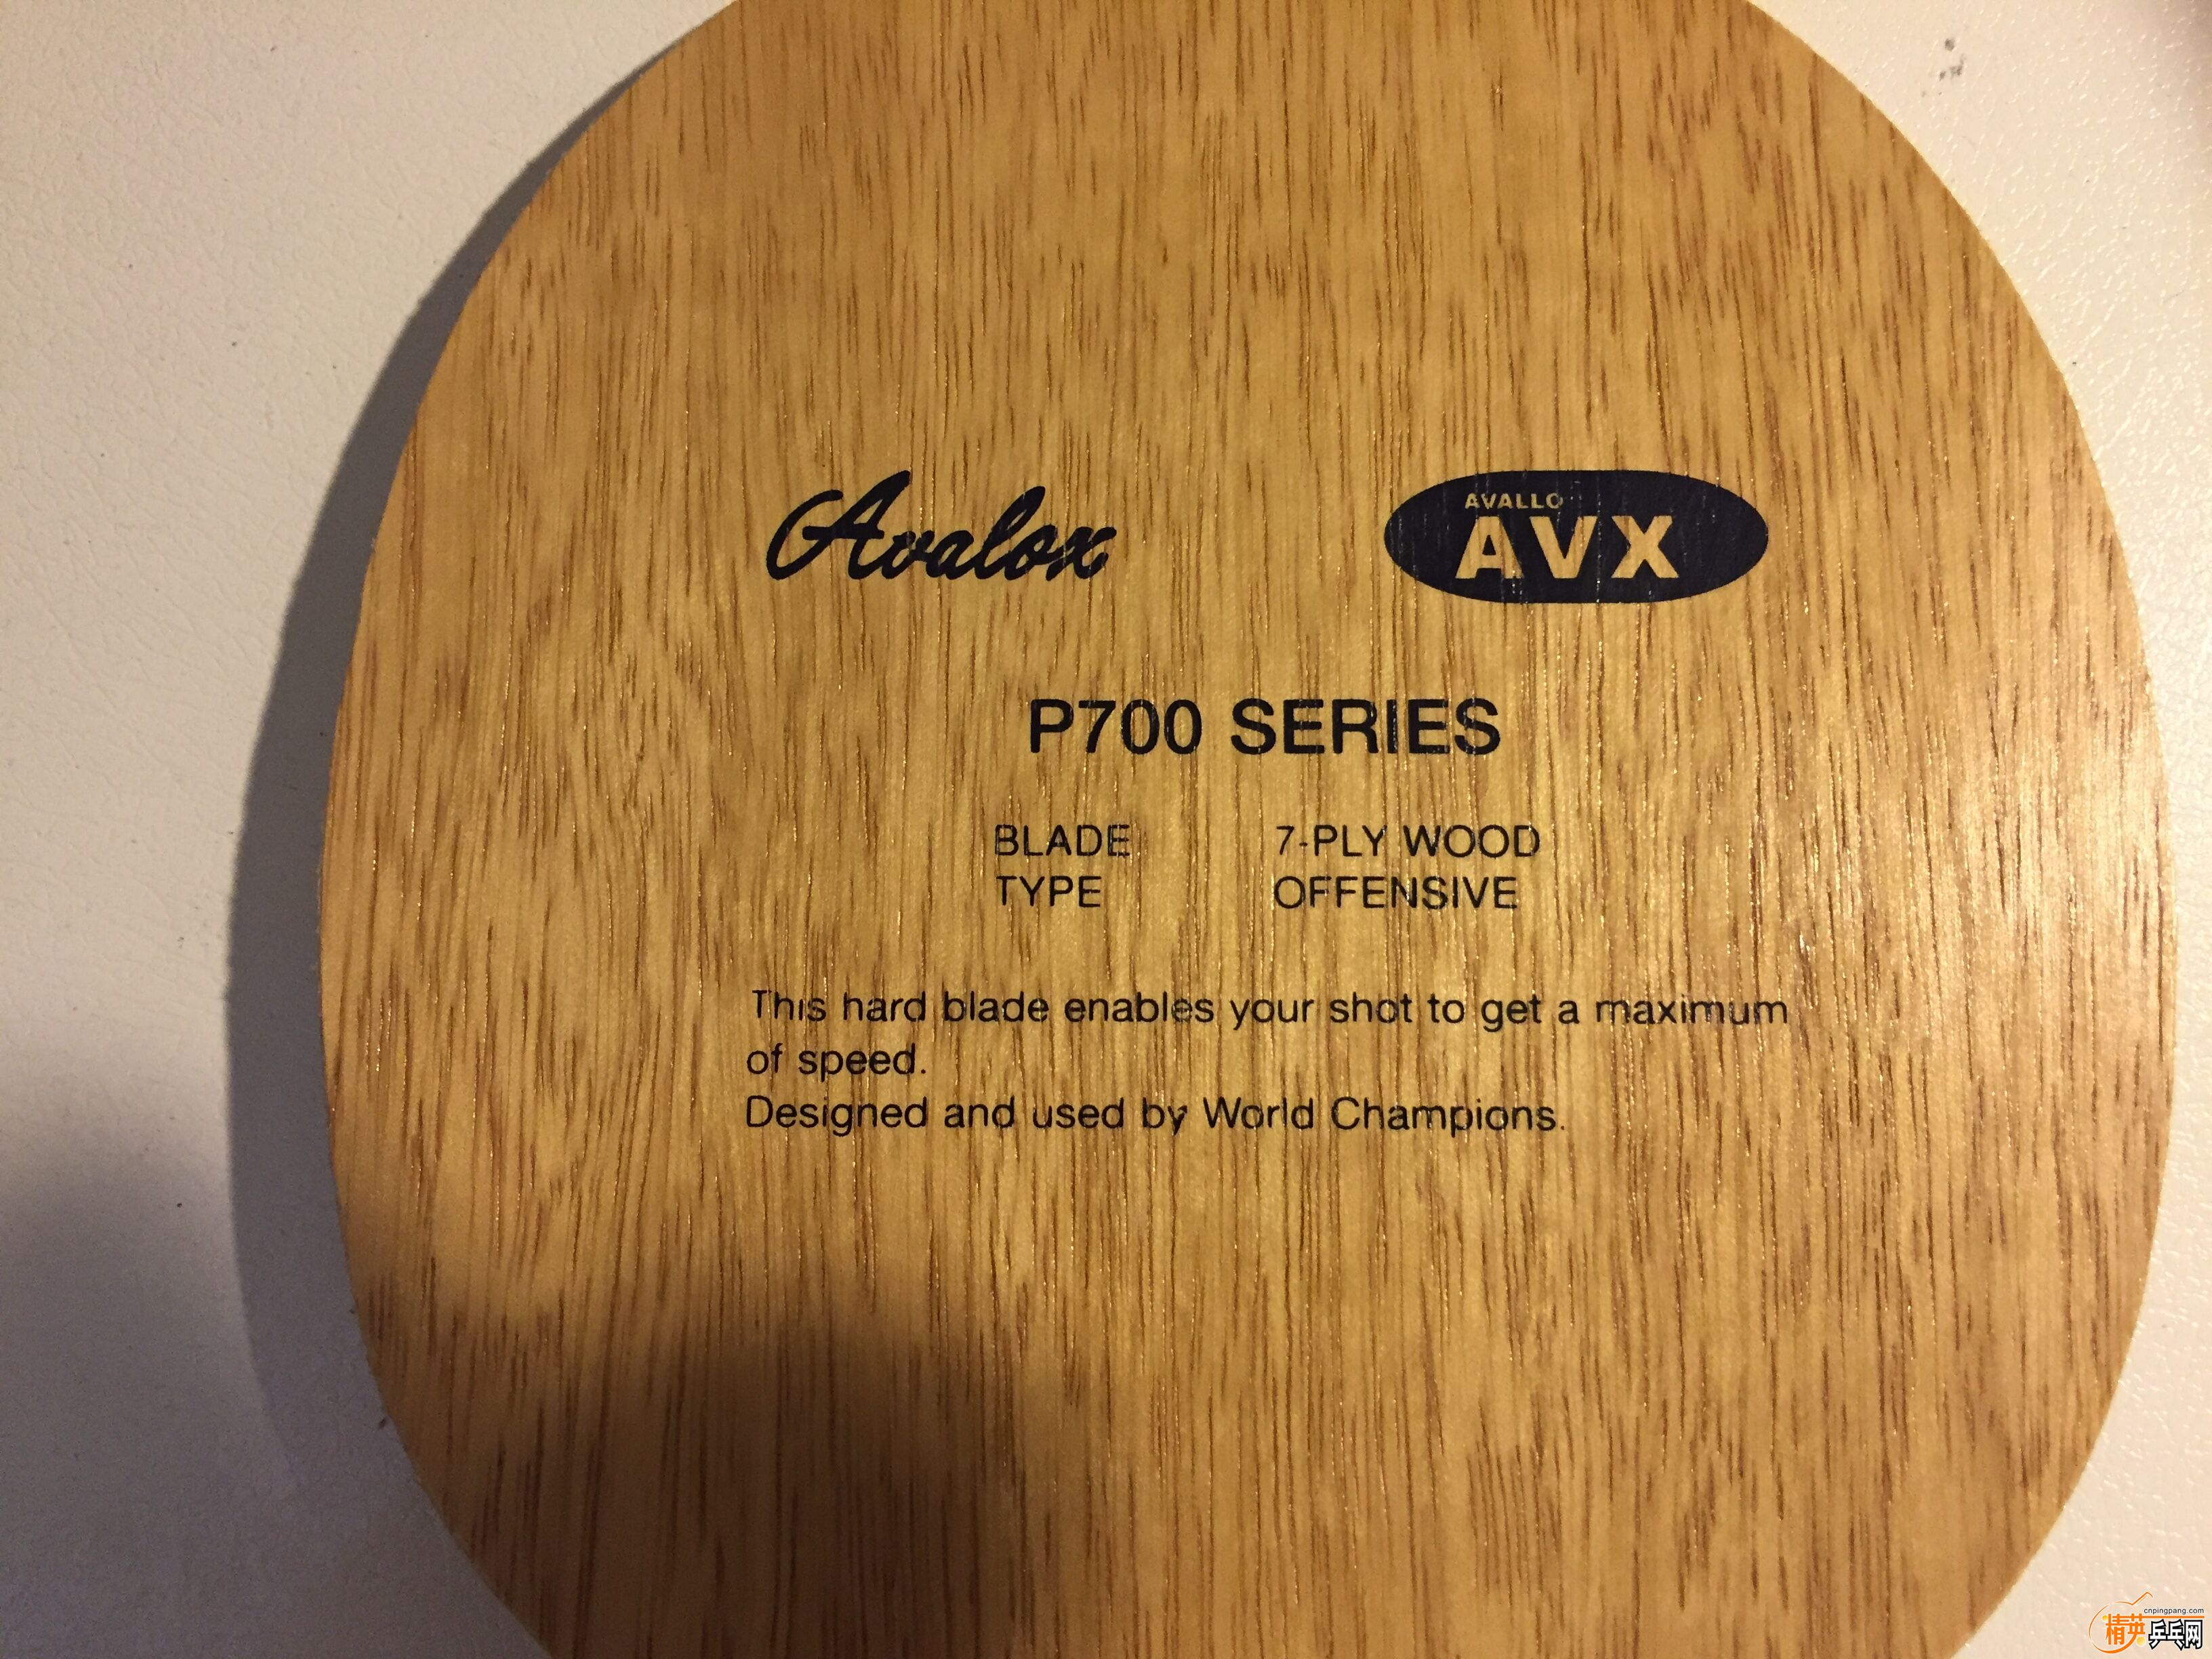 Avalox
AVALLO
AVX
P700 SERIES
BLADE 7-PLY WOOD
TYPE OFFENSIVE
This hard blade enables your shot to get a maximum
of speed.
Designed and used by World Champions.
cnpingpang.com
精英乒乓网